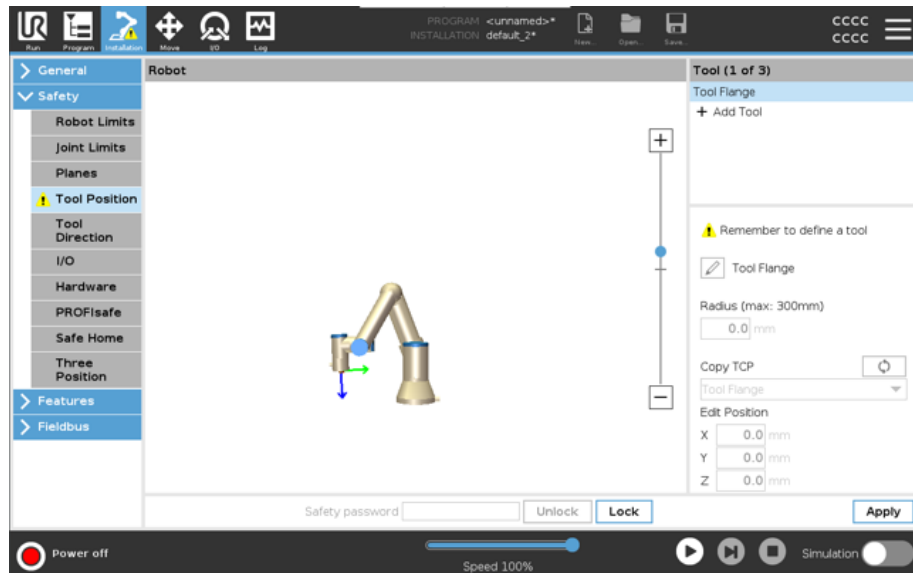 PROGRAM <unnamed>*
INSTALLATION default_2*
UR
Run
Program
Installation
Move
I/O
Log
New...
Open...
Save...
cccc
cccc
General
Safety
Robot Limits
Joint Limits
Planes
Tool Position
Tool
Direction
I/O
Hardware
PROFIsafe
Safe Home
Three
Position
Features
Fieldbus
Robot
+
−
Tool (1 of 3)
Tool Flange
+ Add Tool
Remember to define a tool
Tool Flange
Radius (max: 300mm)
0.0 mm
Copy TCP
Tool Flange
Edit Position
X 0.0 mm
Y 0.0 mm
Z 0.0 mm
Safety password
Unlock
Lock
Apply
Power off
Speed 100%
Simulation